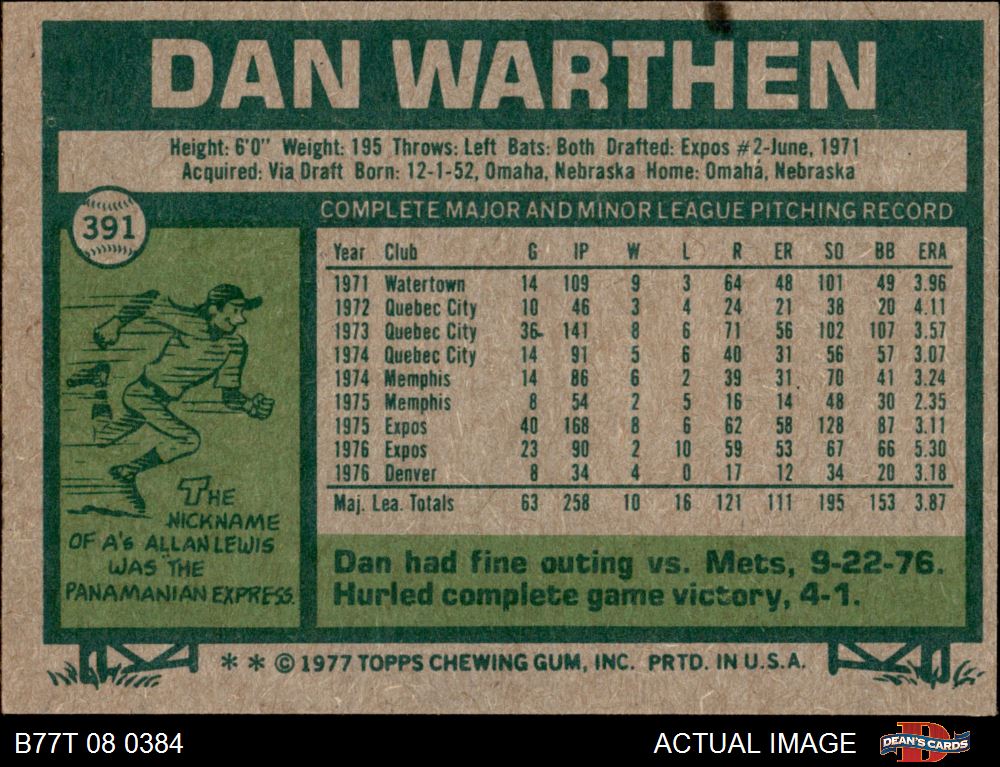 DAN WARTHEN
Height: 6'0" Weight: 195 Throws: Left Bats: Both Drafted: Expos #2-June, 1971
Acquired: Via Draft Born: 12-1-52, Omaha, Nebraska Home: Omaha, Nebraska
391
COMPLETE MAJOR AND MINOR LEAGUE PITCHING RECORD
Year Club G IP W L R ER SO BB ERA
1971 Watertown 14 109 9 3 64 48 101 49 3.96
1972 Quebec City 10 46 3 4 24 21 38 20 4.11
1973 Quebec City 36 141 8 6 71 56 102 107 3.57
1974 Quebec City 14 91 5 6 40 31 56 57 3.07
1974 Memphis 14 86 6 2 39 31 70 41 3.24
1975 Memphis 8 54 2 5 16 14 48 30 2.35
1975 Expos 40 168 8 6 62 58 128 87 3.11
1976 Expos 23 90 2 10 59 53 67 66 5.30
1976 Denver 8 34 4 0 17 12 34 20 3.18
Maj. Lea. Totals 63 258 10 16 121 111 195 153 3.87
THE
NICKNAME
OF A's ALLAN LEWIS
WAS "THE
PANAMANIAN EXPRESS."
Dan had fine outing vs. Mets, 9-22-76.
Hurled complete game victory, 4-1.
* * © 1977 TOPPS CHEWING GUM, INC. PRTD. IN U.S.A.
B77T 08 0384
ACTUAL IMAGE
DEAN'S CARDS